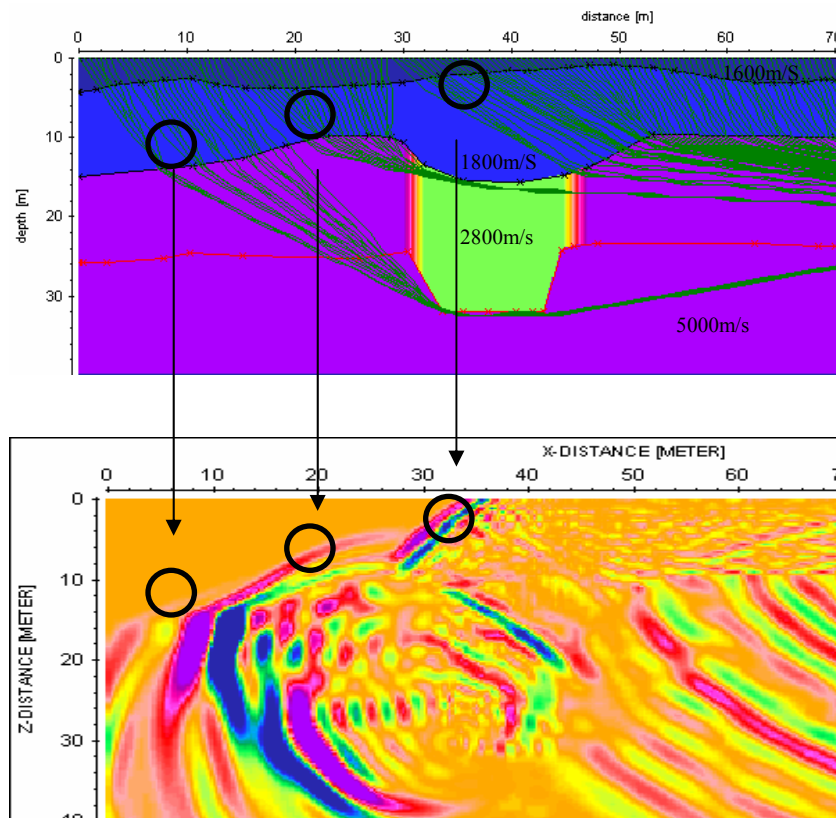 distance [m]
0 10 20 30 40 50 60 70
0
1600m/S
10
1800m/S
depth [m]
20
2800m/s
30
5000m/s
X-DISTANCE [METER]
0 10 20 30 40 50 60 70
0
10
Z-DISTANCE [METER]
20
30
40